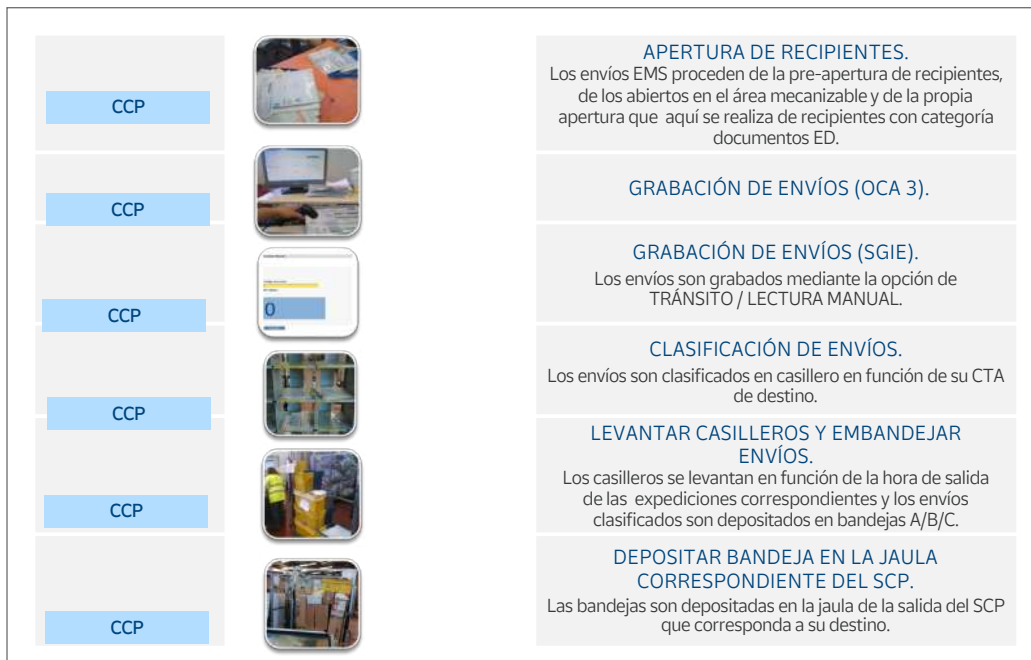 CCP
APERTURA DE RECIPIENTES.
Los envíos EMS proceden de la pre-apertura de recipientes,
de los abiertos en el área mecanizable y de la propia
apertura que aquí se realiza de recipientes con categoría
documentos ED.
CCP
GRABACIÓN DE ENVÍOS (OCA 3).
CCP
0
GRABACIÓN DE ENVÍOS (SGIE).
Los envíos son grabados mediante la opción de
TRÁNSITO / LECTURA MANUAL.
CCP
CLASIFICACIÓN DE ENVÍOS.
Los envíos son clasificados en casillero en función de su CTA
de destino.
CCP
LEVANTAR CASILLEROS Y EMBANDEJAR
ENVÍOS.
Los casilleros se levantan en función de la hora de salida
de las expediciones correspondientes y los envíos
clasificados son depositados en bandejas A/B/C.
CCP
DEPOSITAR BANDEJA EN LA JAULA
CORRESPONDIENTE DEL SCP.
Las bandejas son depositadas en la jaula de la salida del SCP
que corresponda a su destino.